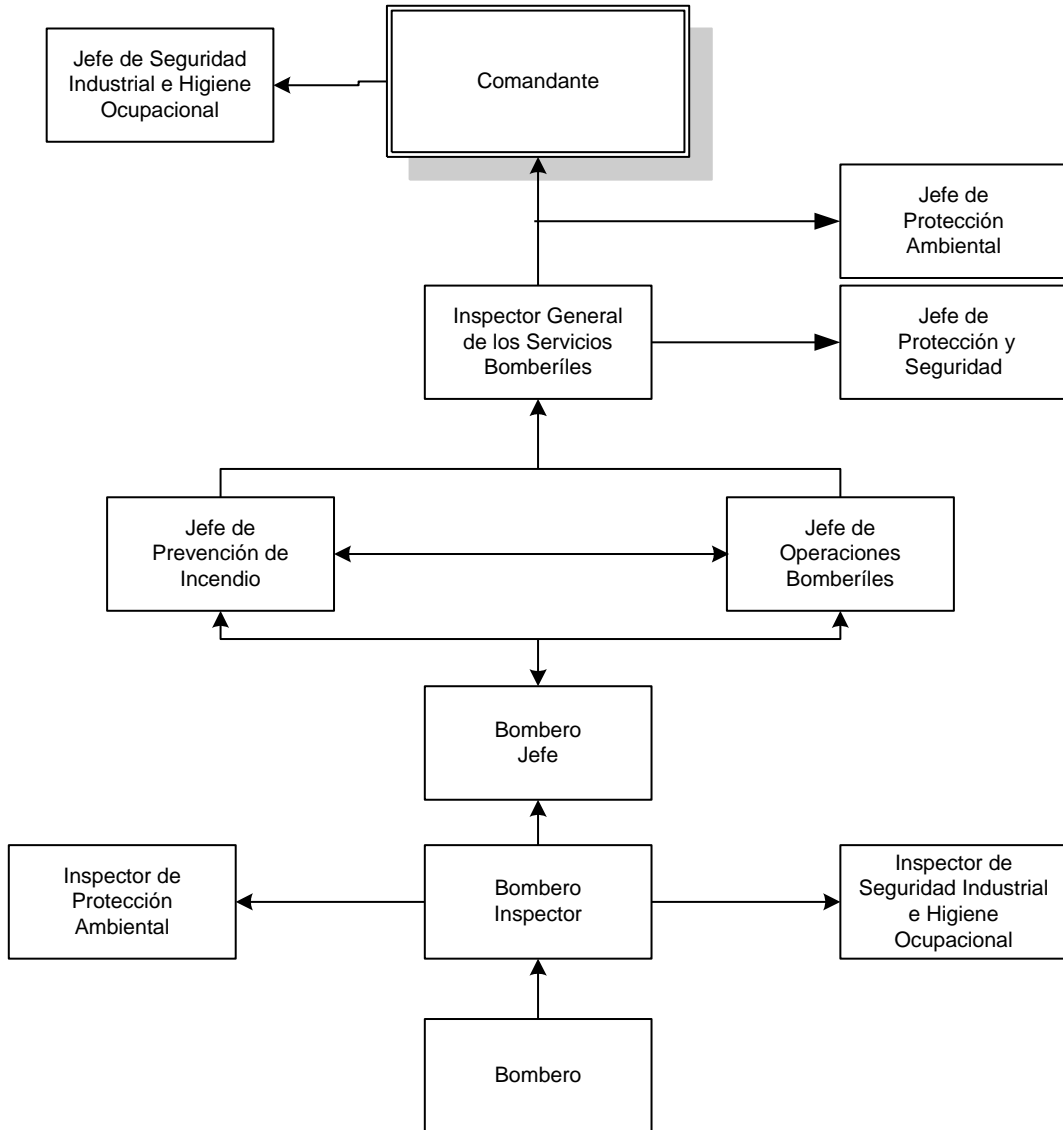 Jefe de Seguridad
Industrial e Higiene
Ocupacional
Comandante
Jefe de
Protección
Ambiental
Inspector General
de los Servicios
Bomberíles
Jefe de
Protección y
Seguridad
Jefe de
Prevención de
Incendio
Jefe de
Operaciones
Bomberíles
Bombero
Jefe
Inspector de
Protección
Ambiental
Bombero
Inspector
Inspector de
Seguridad Industrial
e Higiene
Ocupacional
Bombero